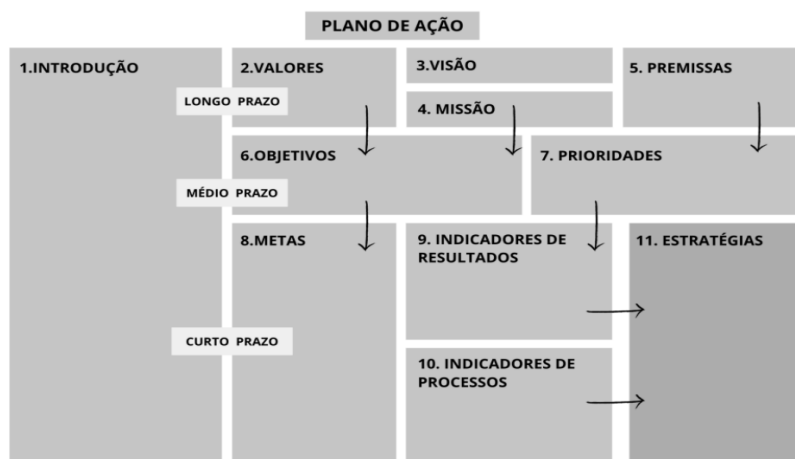 PLANO DE AÇÃO
1.INTRODUÇÃO
2.VALORES
3.VISÃO
5. PREMISSAS
LONGO PRAZO
4. MISSÃO
6.OBJETIVOS
7. PRIORIDADES
MÉDIO PRAZO
8.METAS
9. INDICADORES DE
RESULTADOS
11. ESTRATÉGIAS
CURTO PRAZO
10. INDICADORES DE
PROCESSOS